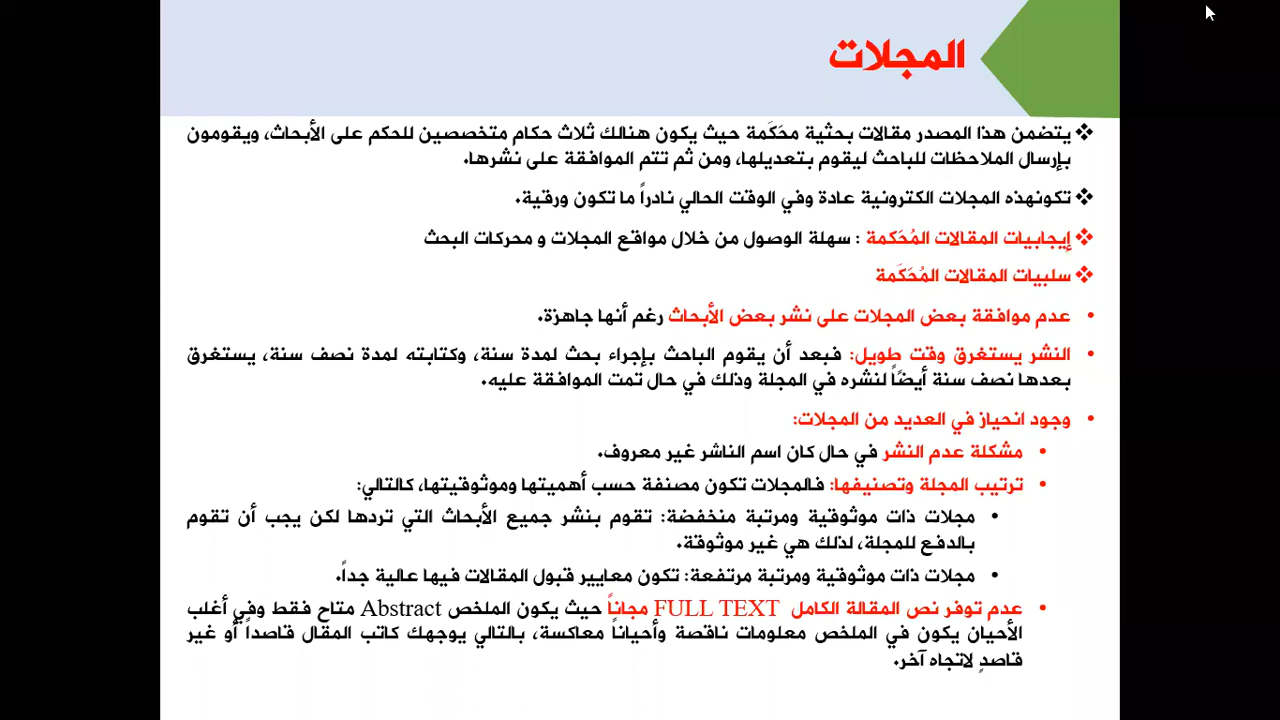 المجلات
❖ يتضمن هذا المصدر مقالات بحثية محَكَمة حيث يكون هنالك ثلاث حكام متخصصين للحكم على الأبحاث، ويقومون
بإرسال الملاحظات للباحث ليقوم بتعديلها، ومن ثم تتم الموافقة على نشرها.
❖ تكونهذه المجلات الكترونية عادة وفي الوقت الحالي نادراً ما تكون ورقية.
❖ إيجابيات المقالات المُحَكمة : سهلة الوصول من خلال مواقع المجلات و محركات البحث
❖ سلبيات المقالات المُحَكَمة
• عدم موافقة بعض المجلات على نشر بعض الأبحاث رغم أنها جاهزة.
• النشر يستغرق وقت طويل: فبعد أن يقوم الباحث بإجراء بحث لمدة سنة، وكتابته لمدة نصف سنة، يستغرق
بعدها نصف سنة أيضاً لنشره في المجلة وذلك في حال تمت الموافقة عليه.
• وجود انحياز في العديد من المجلات:
• مشكلة عدم النشر في حال كان اسم الناشر غير معروف.
• ترتيب المجلة وتصنيفها: فالمجلات تكون مصنفة حسب أهميتها وموثوقيتها، كالتالي:
• مجلات ذات موثوقية ومرتبة منخفضة: تقوم بنشر جميع الأبحاث التي تردها لكن يجب أن تقوم
بالدفع للمجلة، لذلك هي غير موثوقة.
• مجلات ذات موثوقية ومرتبة مرتفعة: تكون معايير قبول المقالات فيها عالية جداً.
• عدم توفر نص المقالة الكامل FULL TEXT مجاناً حيث يكون الملخص Abstract متاح فقط وفي أغلب
الأحيان يكون في الملخص معلومات ناقصة وأحياناً معاكسة، بالتالي يوجهك كاتب المقال قاصداً أو غير
قاصدٍ لاتجاه آخر.